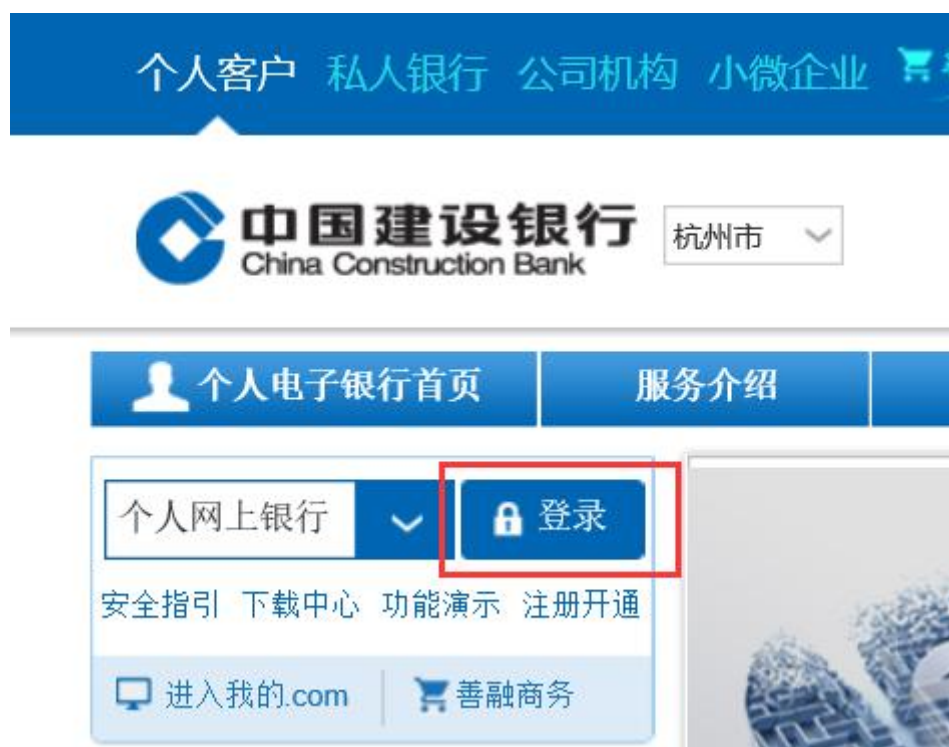 个人客户 私人银行 公司机构 小微企业
中国建设银行
China Construction Bank
杭州市
个人电子银行首页 服务介绍
个人网上银行 登录
安全指引 下载中心 功能演示 注册开通
进入我的.com 善融商务